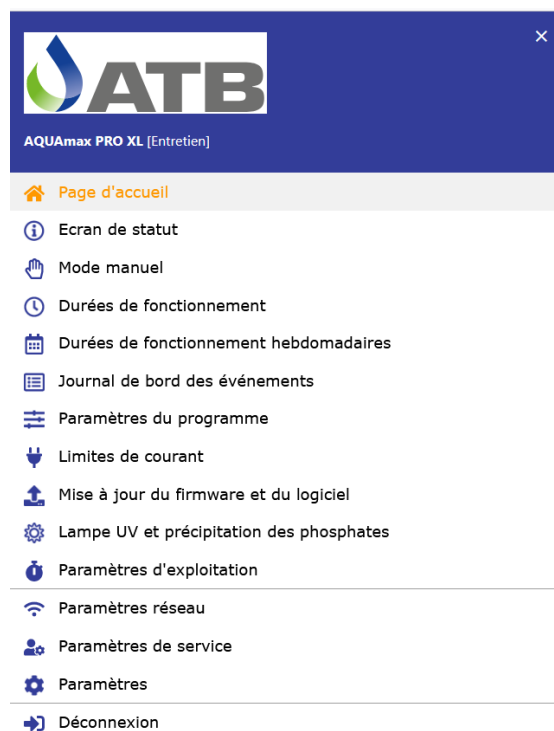 ×
ATB
AQUAmax PRO XL [Entretien]
Page d'accueil
Ecran de statut
Mode manuel
Durées de fonctionnement
Durées de fonctionnement hebdomadaires
Journal de bord des événements
Paramètres du programme
Limites de courant
Mise à jour du firmware et du logiciel
Lampe UV et précipitation des phosphates
Paramètres d'exploitation
Paramètres réseau
Paramètres de service
Paramètres
Déconnexion